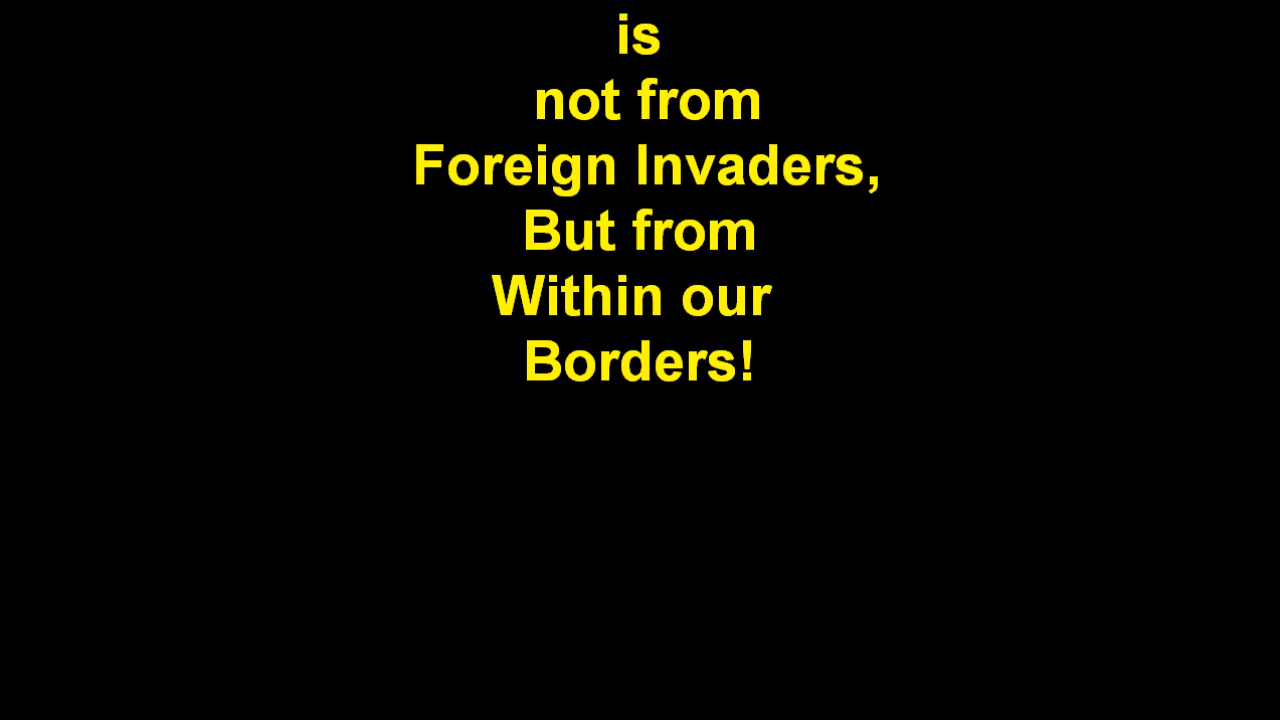 is
not from
Foreign Invaders,
But from
Within our
Borders!